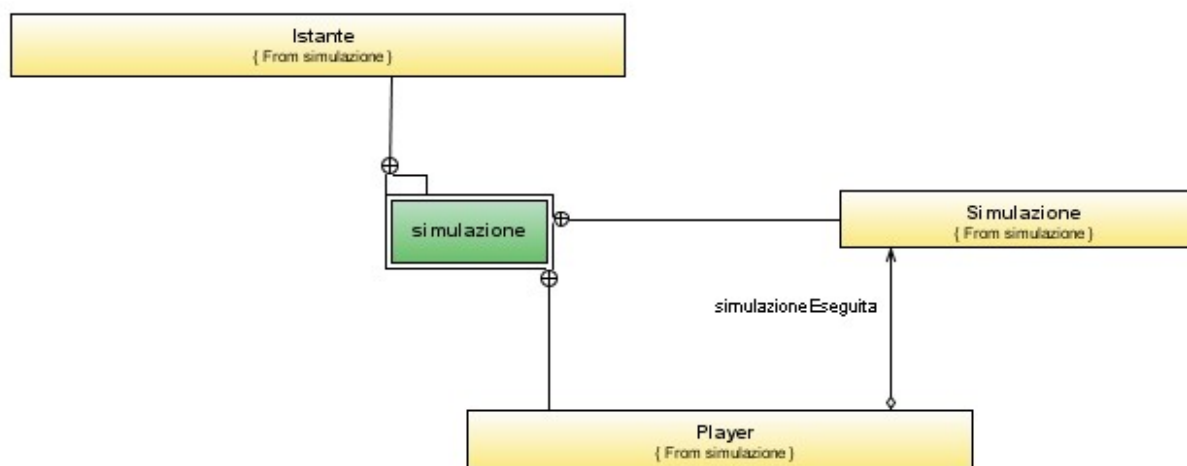 Istante
{ From simulazione }
simulazione
Simulazione
{ From simulazione }
simulazioneEseguita
Player
{ From simulazione }